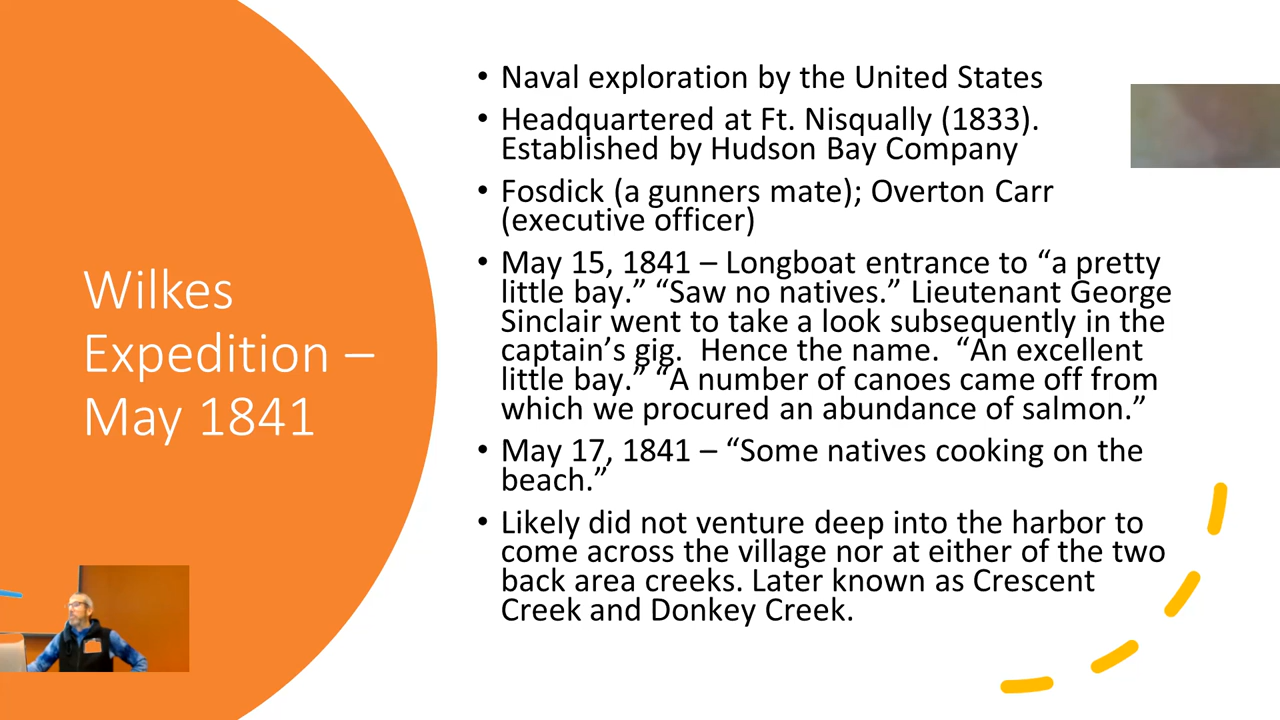 Wilkes
Expedition –
May 1841
• Naval exploration by the United States
• Headquartered at Ft. Nisqually (1833).
Established by Hudson Bay Company
• Fosdick (a gunners mate); Overton Carr
(executive officer)
• May 15, 1841 – Longboat entrance to “a pretty
little bay.” “Saw no natives.” Lieutenant George
Sinclair went to take a look subsequently in the
captain’s gig.  Hence the name.  “An excellent
little bay.” “A number of canoes came off from
which we procured an abundance of salmon.”
• May 17, 1841 – “Some natives cooking on the
beach.”
• Likely did not venture deep into the harbor to
come across the village nor at either of the two
back area creeks. Later known as Crescent
Creek and Donkey Creek.